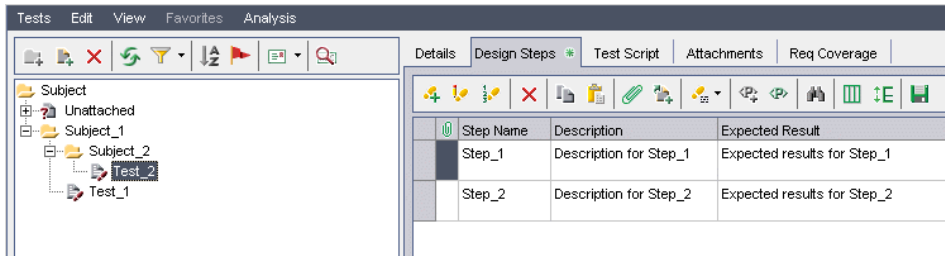 Tests Edit View Favorites Analysis
Details Design Steps Test Script Attachments Req Coverage
Subject
Unattached
Subject_1
Subject_2
Test_2
Test_1
Step Name Description Expected Result
Step_1 Description for Step_1 Expected results for Step_1
Step_2 Description for Step_2 Expected results for Step_2